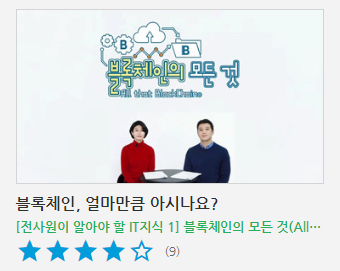 B
B
블록체인의 모든 것
All that BlockChain
블록체인, 얼마만큼 아시나요?
[전사원이 알아야 할 IT지식 1] 블록체인의 모든 것(All…
(9)